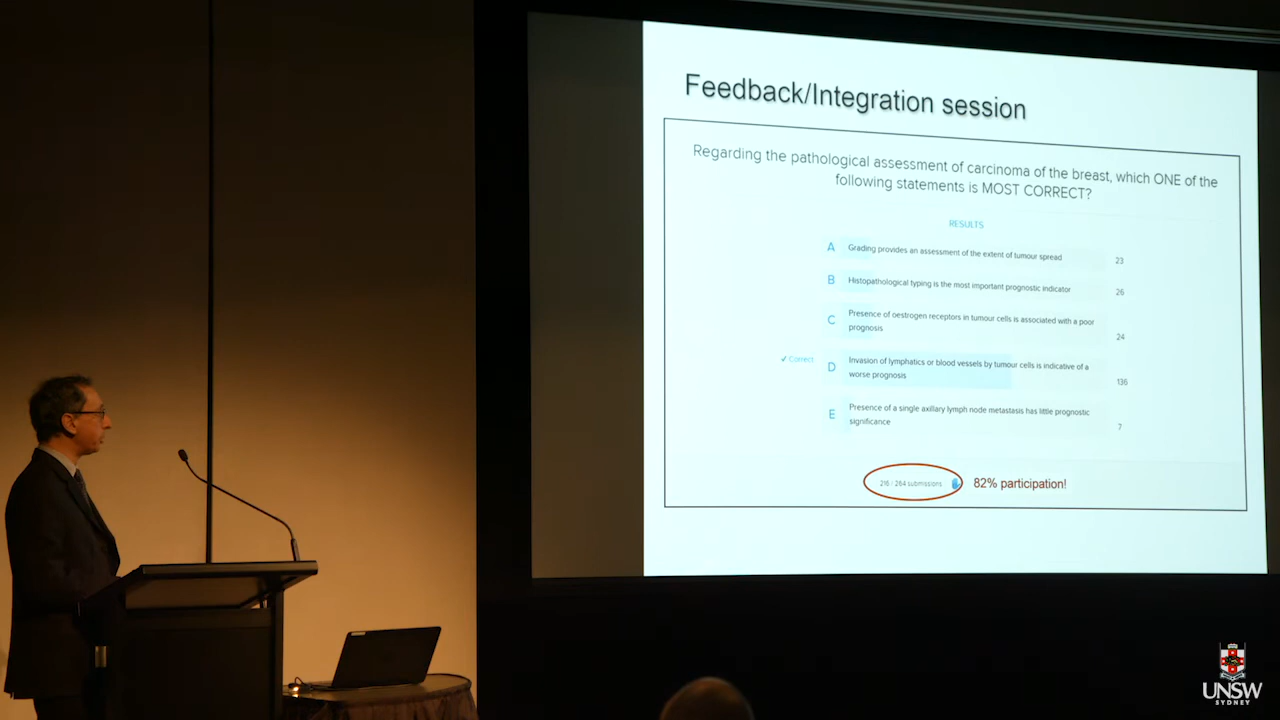 Feedback/Integration session
Regarding the pathological assessment of carcinoma of the breast, which ONE of the
following statements is MOST CORRECT?
RESULTS
A Grading provides an assessment of the extent of tumour spread 23
B Histopathological typing is the most important prognostic indicator 26
C Presence of oestrogen receptors in tumour cells is associated with a poor
prognosis 24
✓ Correct D Invasion of lymphatics or blood vessels by tumour cells is indicative of a
worse prognosis 136
E Presence of a single axillary lymph node metastasis has little prognostic
significance 7
216 / 264 submissions 82% participation!
UNSW
SYDNEY